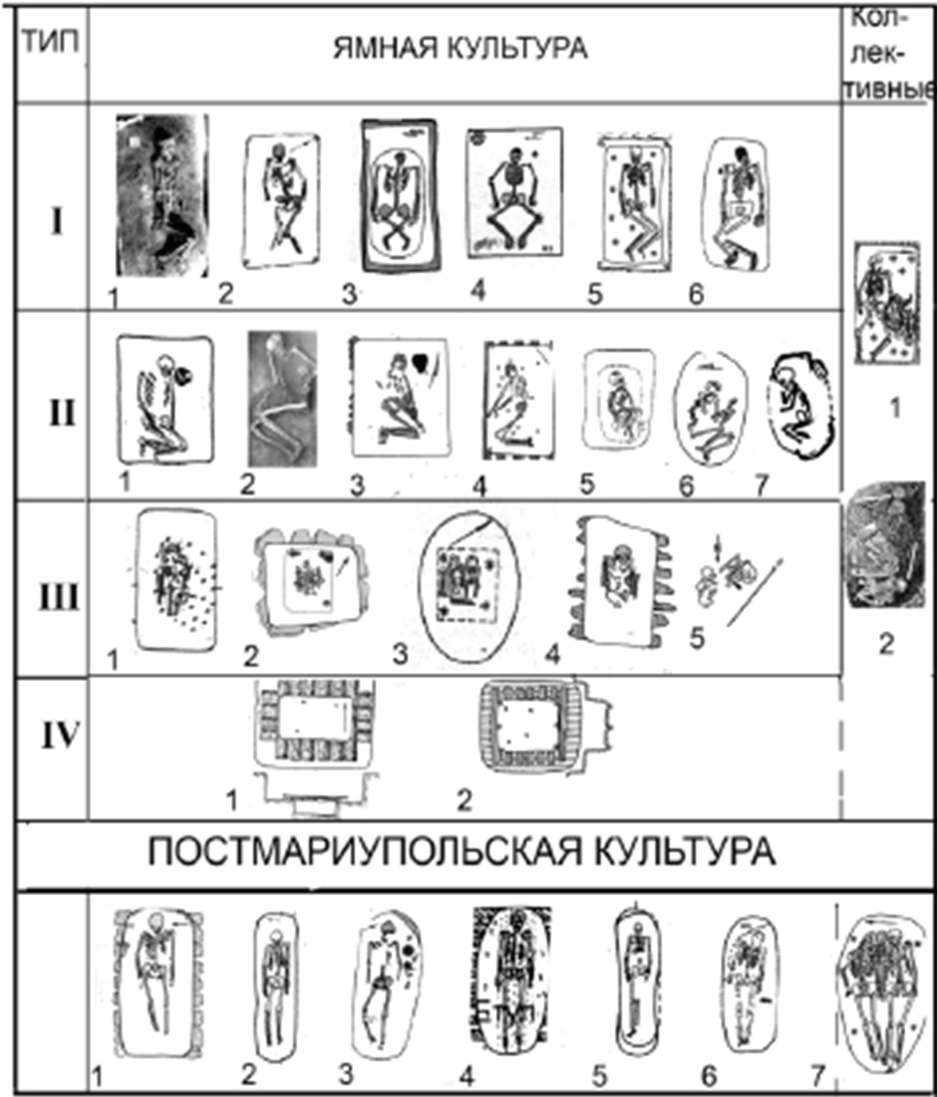 ТИП
ЯМНАЯ КУЛЬТУРА
Кол-
лек-
тивные
I
1 2 3 4 5 6
II
1 2 3 4 5 6 7
1
III
1 2 3 4 5
2
IV
1 2
ПОСТМАРИУПОЛЬСКАЯ КУЛЬТУРА
1 2 3 4 5 6 7